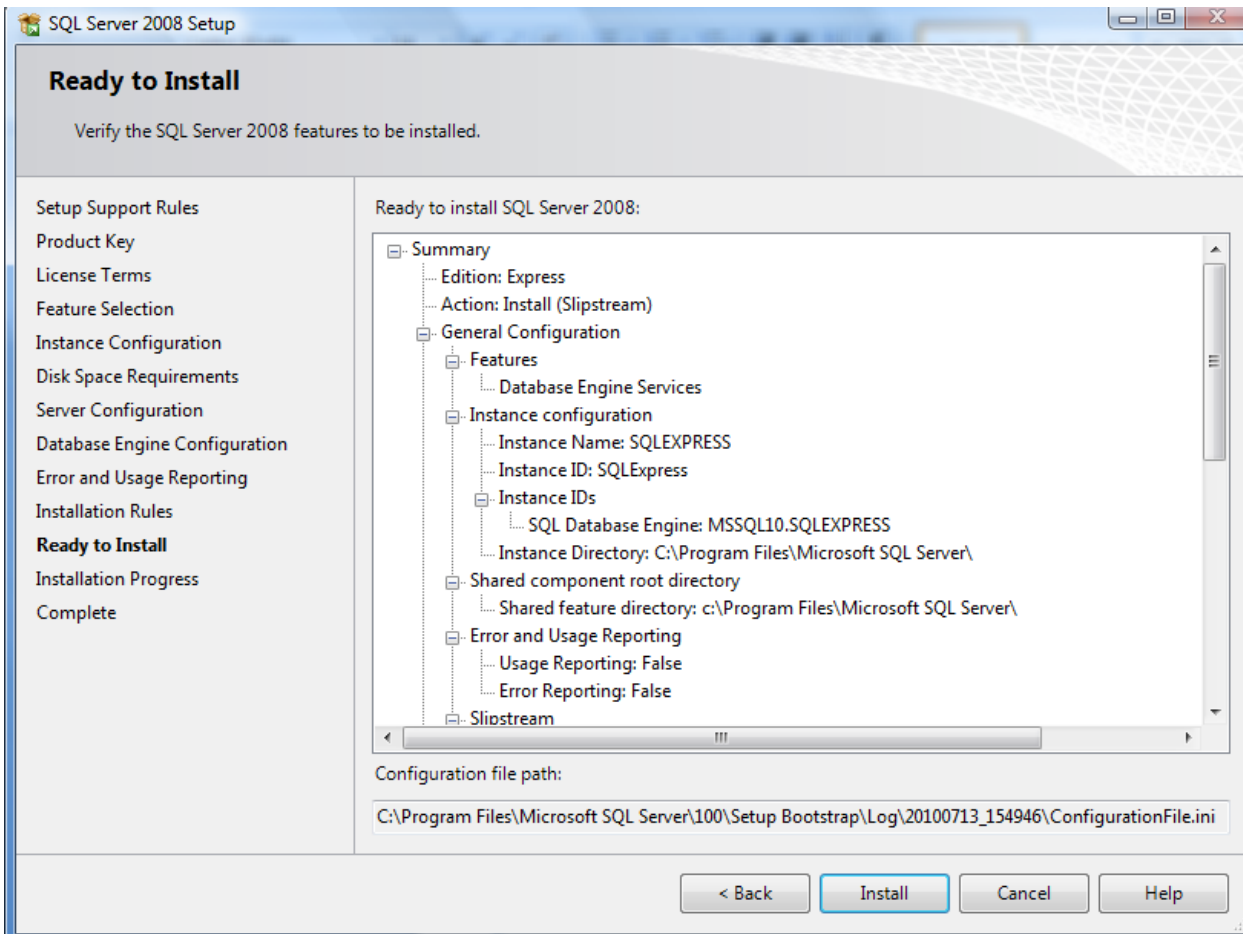 SQL Server 2008 Setup
Ready to Install
Verify the SQL Server 2008 features to be installed.
Setup Support Rules
Product Key
License Terms
Feature Selection
Instance Configuration
Disk Space Requirements
Server Configuration
Database Engine Configuration
Error and Usage Reporting
Installation Rules
Ready to Install
Installation Progress
Complete
Ready to install SQL Server 2008:
Summary
Edition: Express
Action: Install (Slipstream)
General Configuration
Features
Database Engine Services
Instance configuration
Instance Name: SQLEXPRESS
Instance ID: SQLExpress
Instance IDs
SQL Database Engine: MSSQL10.SQLEXPRESS
Instance Directory: C:\Program Files\Microsoft SQL Server\
Shared component root directory
Shared feature directory: c:\Program Files\Microsoft SQL Server\
Error and Usage Reporting
Usage Reporting: False
Error Reporting: False
Slipstream
Configuration file path:
C:\Program Files\Microsoft SQL Server\100\Setup Bootstrap\Log\20100713_154946\ConfigurationFile.ini
< Back
Install
Cancel
Help